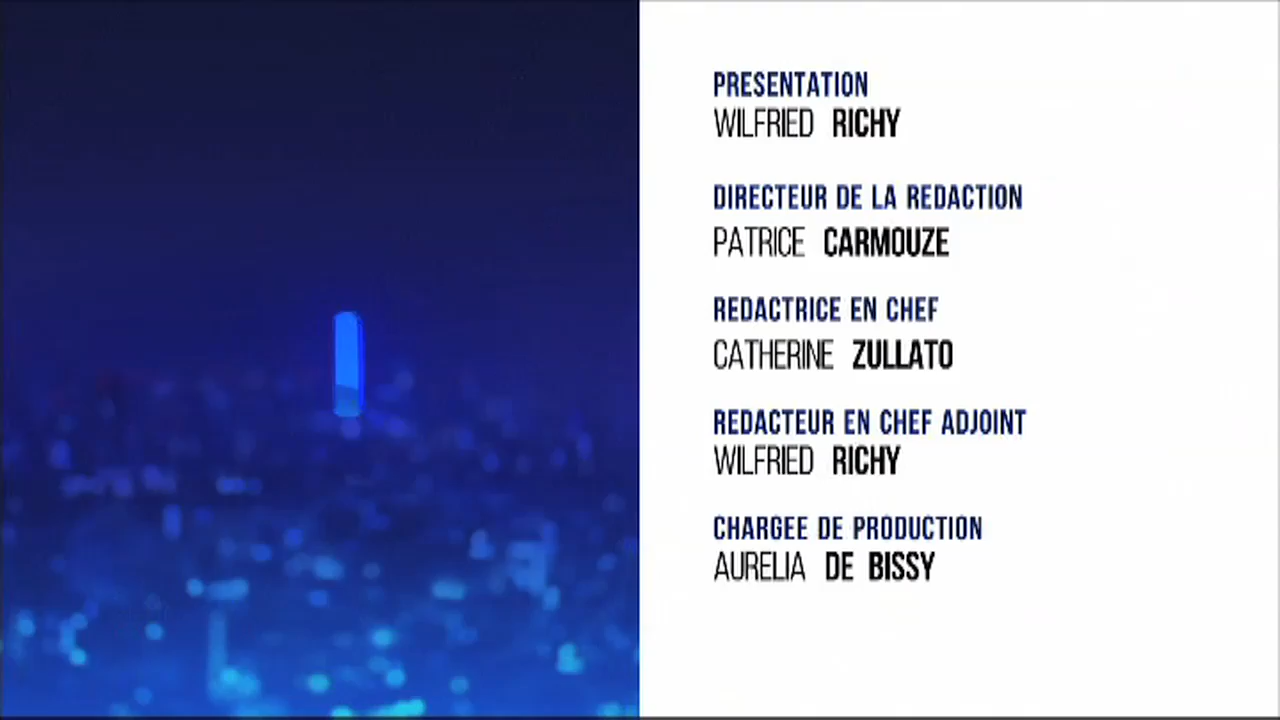 PRESENTATION
WILFRIED RICHY
DIRECTEUR DE LA REDACTION
PATRICE CARMOUZE
REDACTRICE EN CHEF
CATHERINE ZULLATO
REDACTEUR EN CHEF ADJOINT
WILFRIED RICHY
CHARGEE DE PRODUCTION
AURELIA DE BISSY